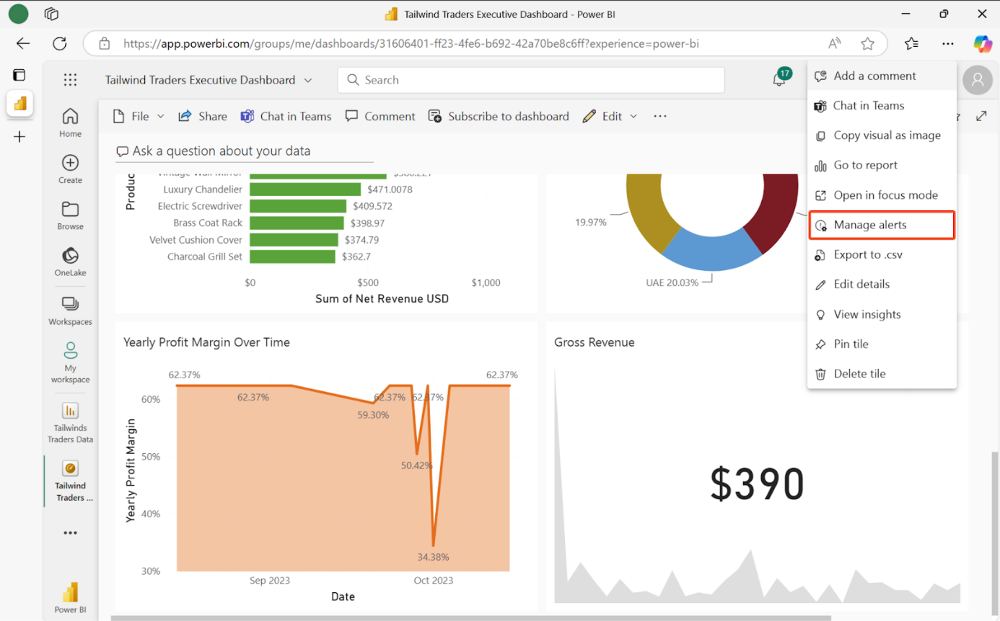 Tailwind Traders Executive Dashboard - Power BI
https://app.powerbi.com/groups/me/dashboards/31606401-ff23-4fe6-b692-42a70be8c6ff?experience=power-bi
Tailwind Traders Executive Dashboard
Search
17
File
Share
Chat in Teams
Comment
Subscribe to dashboard
Edit
Home
Create
Browse
OneLake
Workspaces
My
workspace
Tailwinds
Traders Data
Tailwind
Traders ...
Power BI
Ask a question about your data
Produc
Vintage Wall Mirror
Luxury Chandelier $471.0078
Electric Screwdriver $409.572
Brass Coat Rack $398.97
Velvet Cushion Cover $374.79
Charcoal Grill Set $362.7
$0 $500 $1,000
Sum of Net Revenue USD
19.97%
UAE 20.03%
Add a comment
Chat in Teams
Copy visual as image
Go to report
Open in focus mode
Manage alerts
Export to .csv
Edit details
View insights
Pin tile
Delete tile
Yearly Profit Margin Over Time
Yearly Profit Margin
62.37% 62.37%
60% 62.37% 62.37% 62.37%
59.30%
50%
50.42%
40%
34.38%
30%
Sep 2023 Oct 2023
Date
Gross Revenue
$390